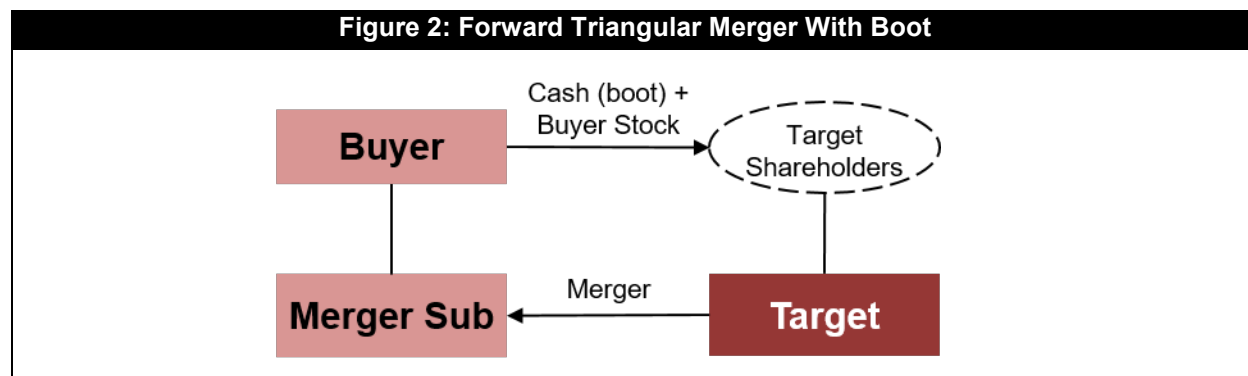 Figure 2: Forward Triangular Merger With Boot
Cash (boot) +
Buyer Stock
Buyer
Target
Shareholders
Merger
Merger Sub
Target